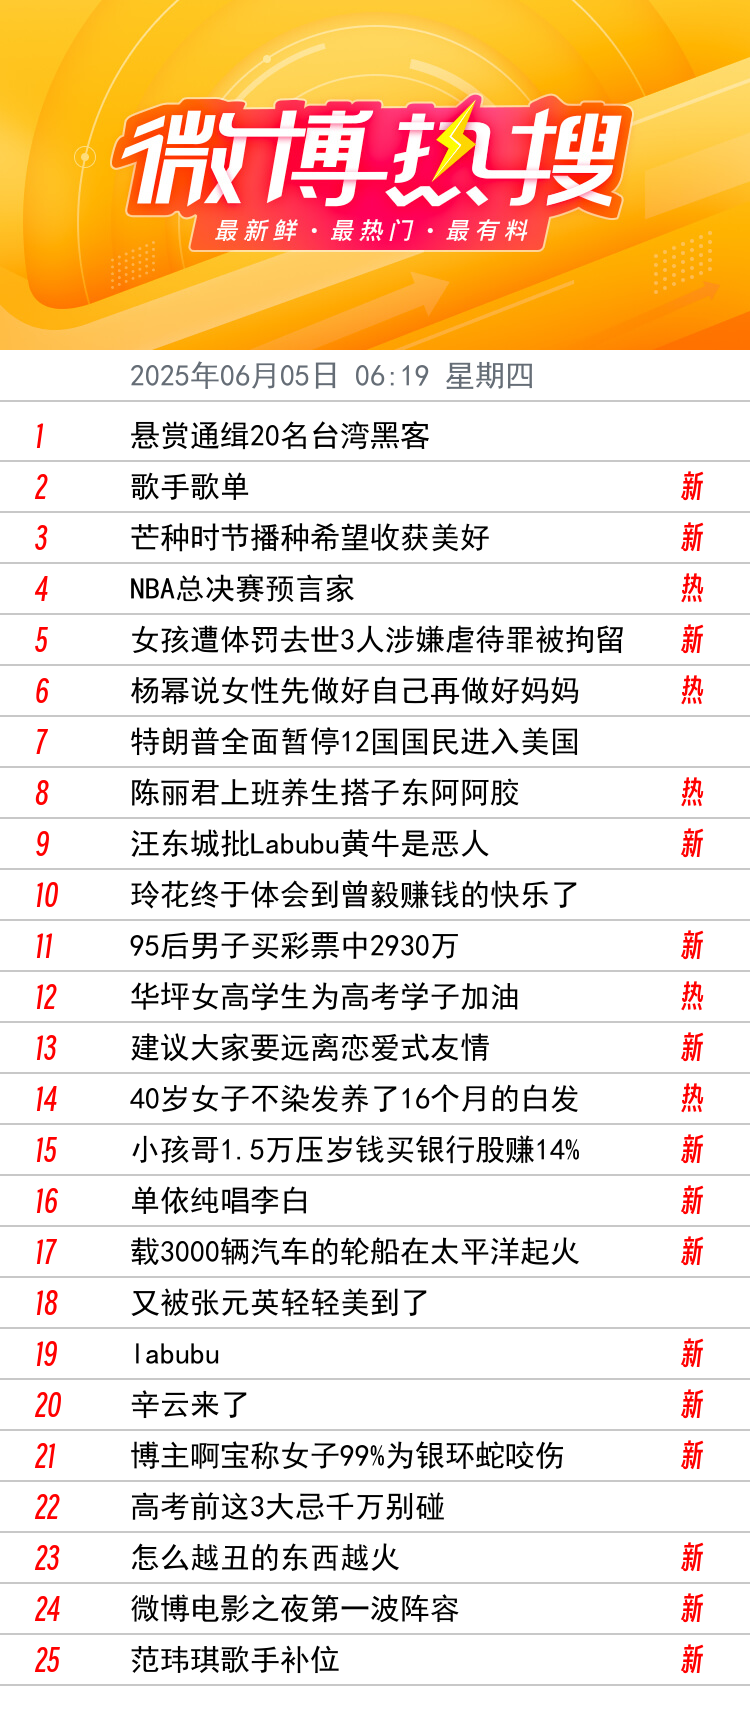 微博热搜
最新鲜·最热门·最有料
2025年06月05日 06:19 星期四
1 悬赏通缉20名台湾黑客
2 歌手歌单 新
3 芒种时节播种希望收获美好 新
4 NBA总决赛预言家 热
5 女孩遭体罚去世3人涉嫌虐待罪被拘留 新
6 杨幂说女性先做好自己再做好妈妈 热
7 特朗普全面暂停12国国民进入美国
8 陈丽君上班养生搭子东阿阿胶 热
9 汪东城批Labubu黄牛是恶人 新
10 玲花终于体会到曾毅赚钱的快乐了
11 95后男子买彩票中2930万 新
12 华坪女高学生为高考学子加油 热
13 建议大家要远离恋爱式友情 新
14 40岁女子不染发养了16个月的白发 热
15 小孩哥1.5万压岁钱买银行股赚14% 新
16 单依纯唱李白 新
17 载3000辆汽车的轮船在太平洋起火 新
18 又被张元英轻轻美到了
19 labubu 新
20 辛云来了 新
21 博主啊宝称女子99%为银环蛇咬伤 新
22 高考前这3大忌千万别碰
23 怎么越丑的东西越火 新
24 微博电影之夜第一波阵容 新
25 范玮琪歌手补位 新